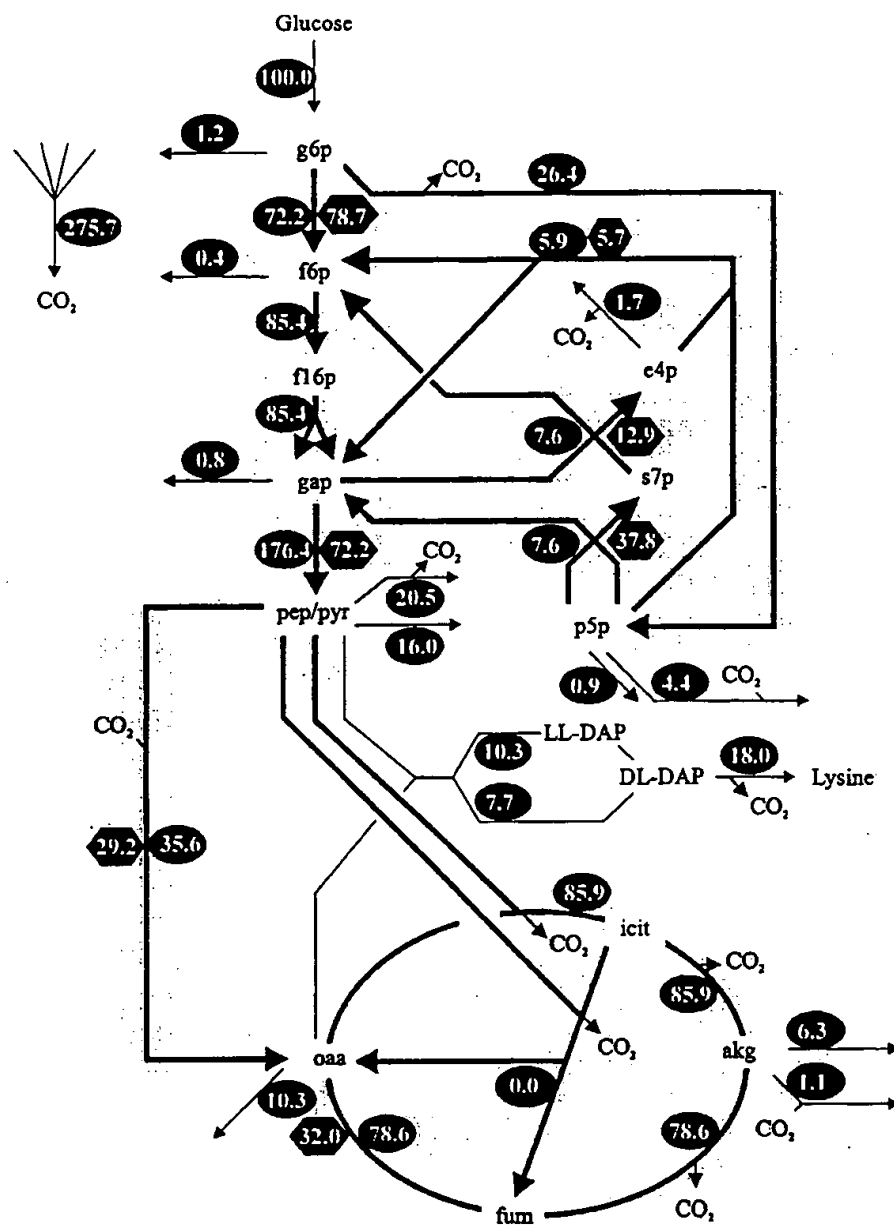 Glucose
100.0
1.2
g6p
CO2
26.4
275.7
72.2 78.7
5.9 5.7
0.4
f6p
CO2
1.7
CO2
85.4
f16p
e4p
85.4
7.6 12.9
0.8
gap
s7p
176.4 72.2
CO2
7.6 37.8
20.5
pep/pyr
p5p
16.0
0.9
4.4
CO2
CO2
10.3
LL-DAP
18.0
DL-DAP
Lysine
7.7
CO2
29.2 35.6
85.9
icit
CO2
CO2
85.9
6.3
CO2
oaa
akg
0.0
1.1
10.3
CO2
32.0 78.6
78.6
CO2
fum